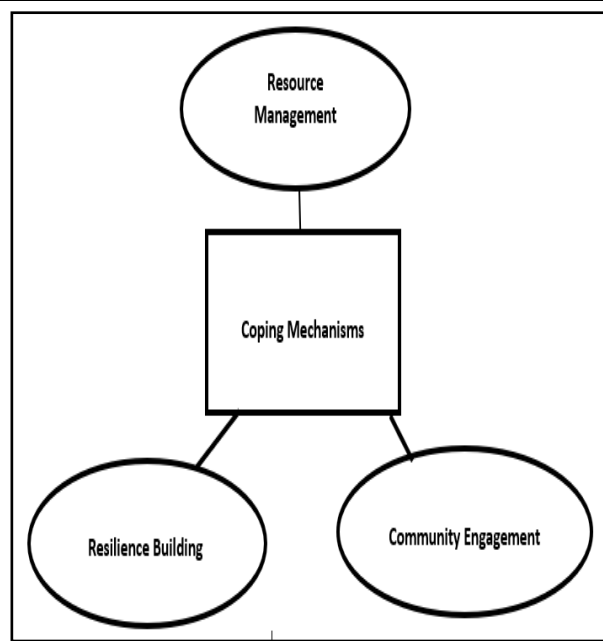 Resource
Management
Coping Mechanisms
Resilience Building
Community Engagement